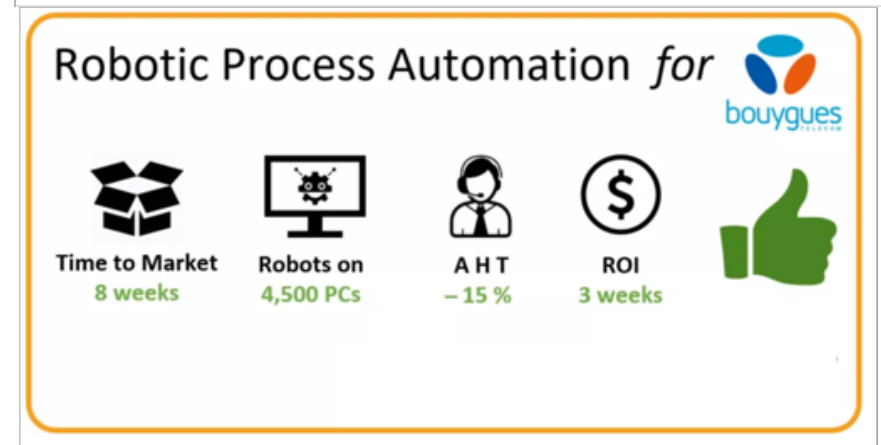 Robotic Process Automation for
bouygues
TELECOM
Time to Market
8 weeks
Robots on
4,500 PCs
A H T
– 15 %
ROI
3 weeks